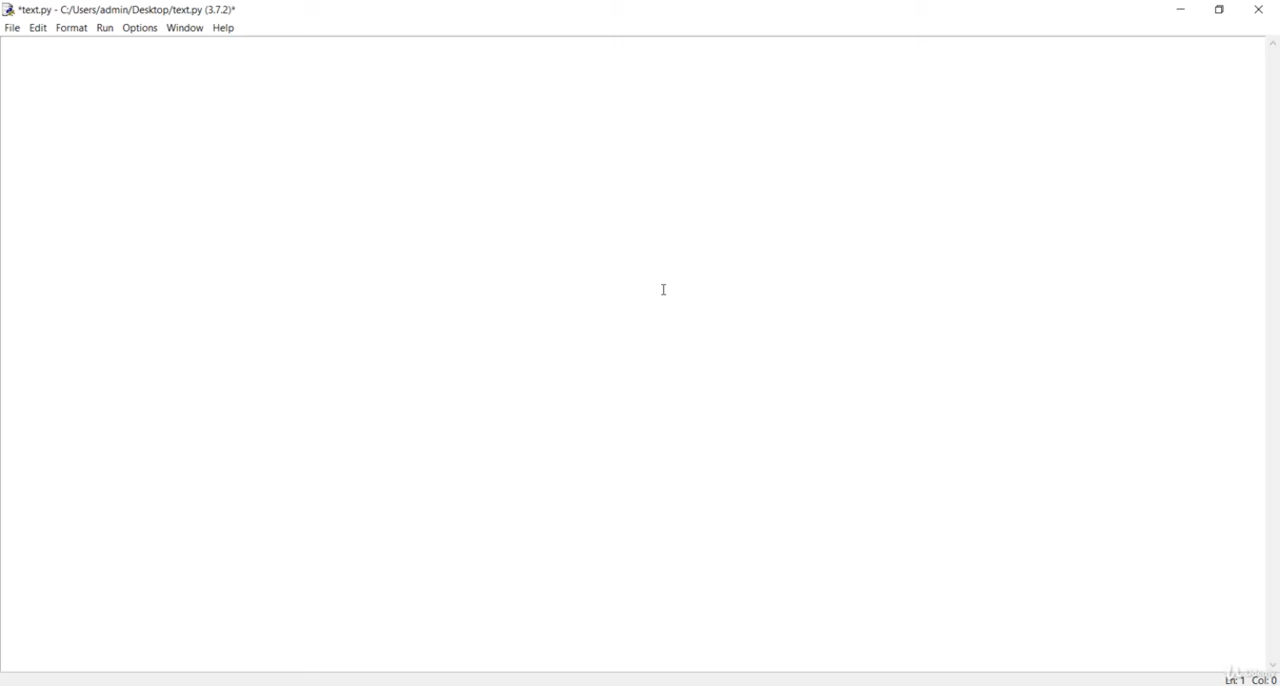 *text.py - C:/Users/admin/Desktop/text.py (3.7.2)*
File Edit Format Run Options Window Help
Ln: 1 Col: 0